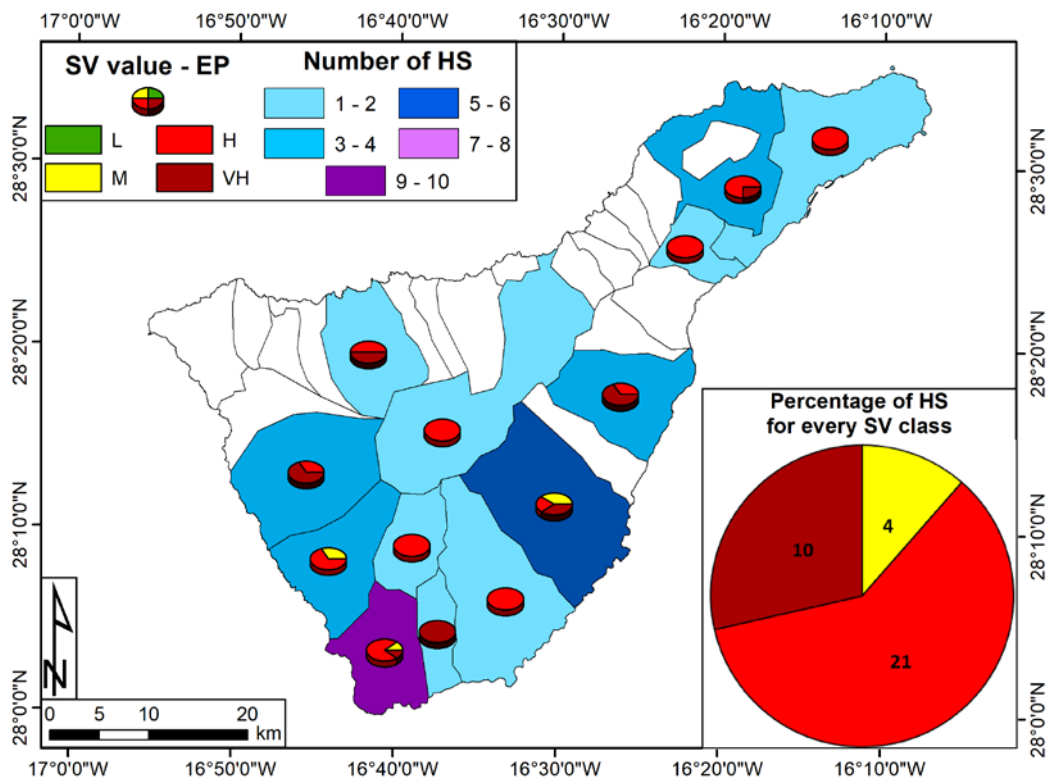 17°0'0"W 16°50'0"W 16°40'0"W 16°30'0"W 16°20'0"W 16°10'0"W
SV value - EP
L
H
M
VH
Number of HS
1 - 2
5 - 6
3 - 4
7 - 8
9 - 10
28°30'0"N
28°20'0"N
28°10'0"N
28°0'0"N
28°30'0"N
28°20'0"N
28°10'0"N
28°0'0"N
Percentage of HS
for every SV class
4
10
21
N
0 5 10 20
km
17°0'0"W 16°50'0"W 16°40'0"W 16°30'0"W 16°20'0"W 16°10'0"W